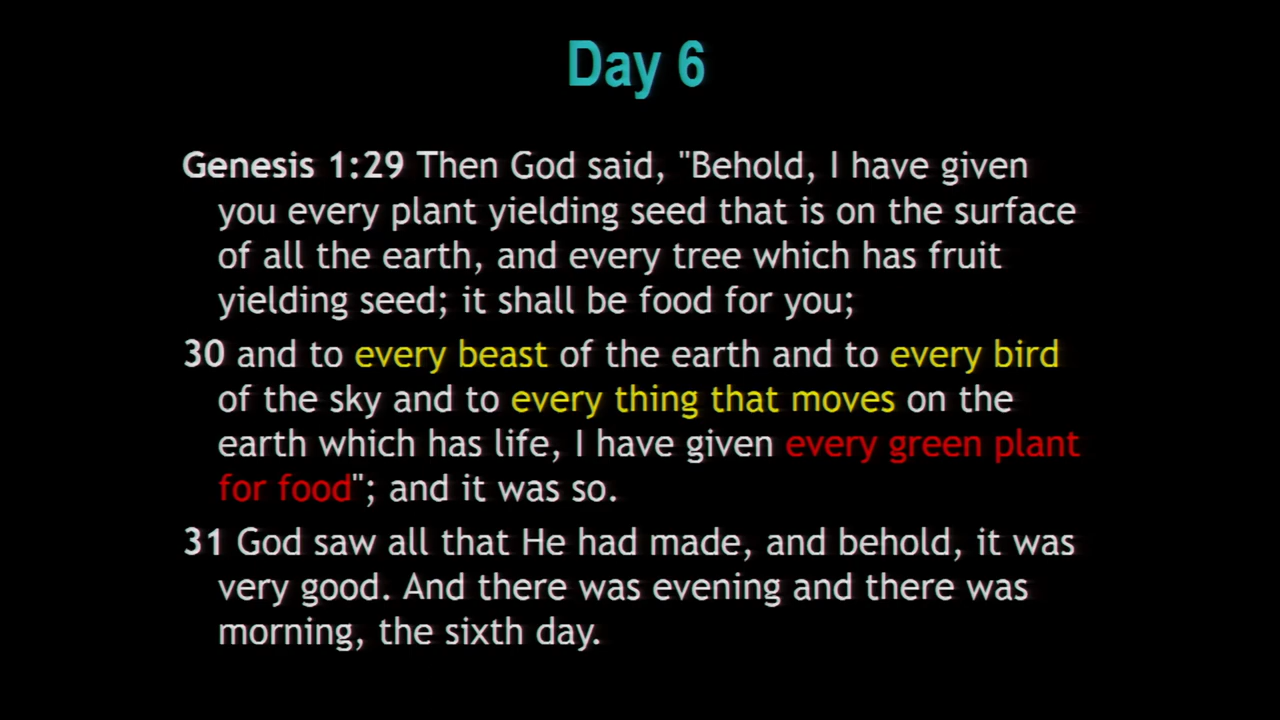 Day 6
Genesis 1:29 Then God said, "Behold, I have given
you every plant yielding seed that is on the surface
of all the earth, and every tree which has fruit
yielding seed; it shall be food for you;
30 and to every beast of the earth and to every bird
of the sky and to every thing that moves on the
earth which has life, I have given every green plant
for food"; and it was so.
31 God saw all that He had made, and behold, it was
very good. And there was evening and there was
morning, the sixth day.